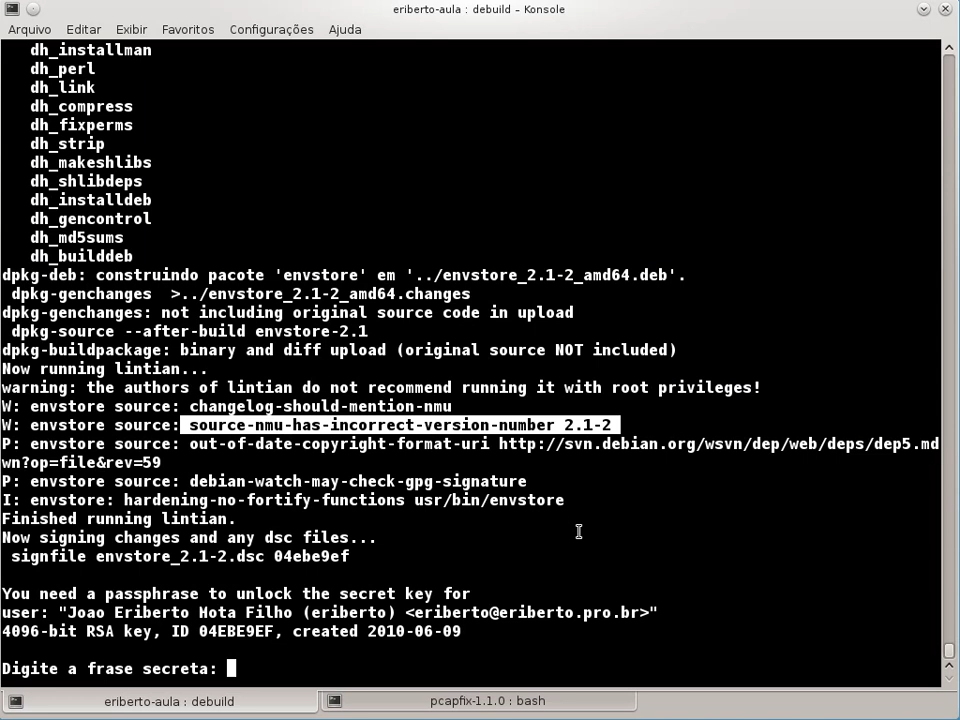 eriberto-aula : debuild – Konsole
Arquivo Editar Exibir Favoritos Configurações Ajuda
dh_installman
dh_perl
dh_link
dh_compress
dh_fixperms
dh_strip
dh_makeshlibs
dh_shlibdeps
dh_installdeb
dh_gencontrol
dh_md5sums
dh_builddeb
dpkg-deb: construindo pacote 'envstore' em '../envstore_2.1-2_amd64.deb'.
dpkg-genchanges >../envstore_2.1-2_amd64.changes
dpkg-genchanges: not including original source code in upload
dpkg-source --after-build envstore-2.1
dpkg-buildpackage: binary and diff upload (original source NOT included)
Now running lintian...
warning: the authors of lintian do not recommend running it with root privileges!
W: envstore source: changelog-should-mention-nmu
W: envstore source: source-nmu-has-incorrect-version-number 2.1-2
P: envstore source: out-of-date-copyright-format-uri http://svn.debian.org/wsvn/dep/web/deps/dep5.md
wn?op=file&rev=59
P: envstore source: debian-watch-may-check-gpg-signature
I: envstore: hardening-no-fortify-functions usr/bin/envstore
Finished running lintian.
Now signing changes and any dsc files...
signfile envstore_2.1-2.dsc 04ebe9ef
You need a passphrase to unlock the secret key for
user: "Joao Eriberto Mota Filho (eriberto) <eriberto@eriberto.pro.br>"
4096-bit RSA key, ID 04EBE9EF, created 2010-06-09
Digite a frase secreta:
eriberto-aula : debuild pcapfix-1.1.0 : bash